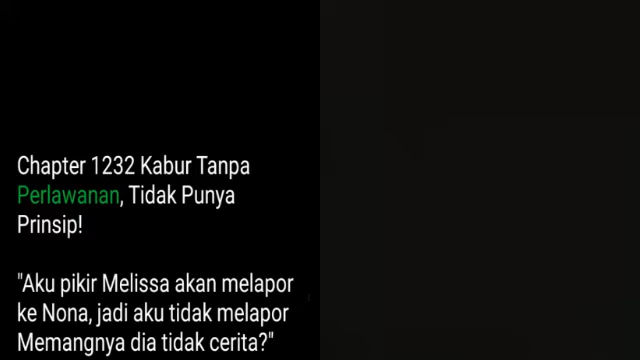 Chapter 1232 Kabur Tanpa
Perlawanan, Tidak Punya
Prinsip!
"Aku pikir Melissa akan melapor
ke Nona, jadi aku tidak melapor
Memangnya dia tidak cerita?"